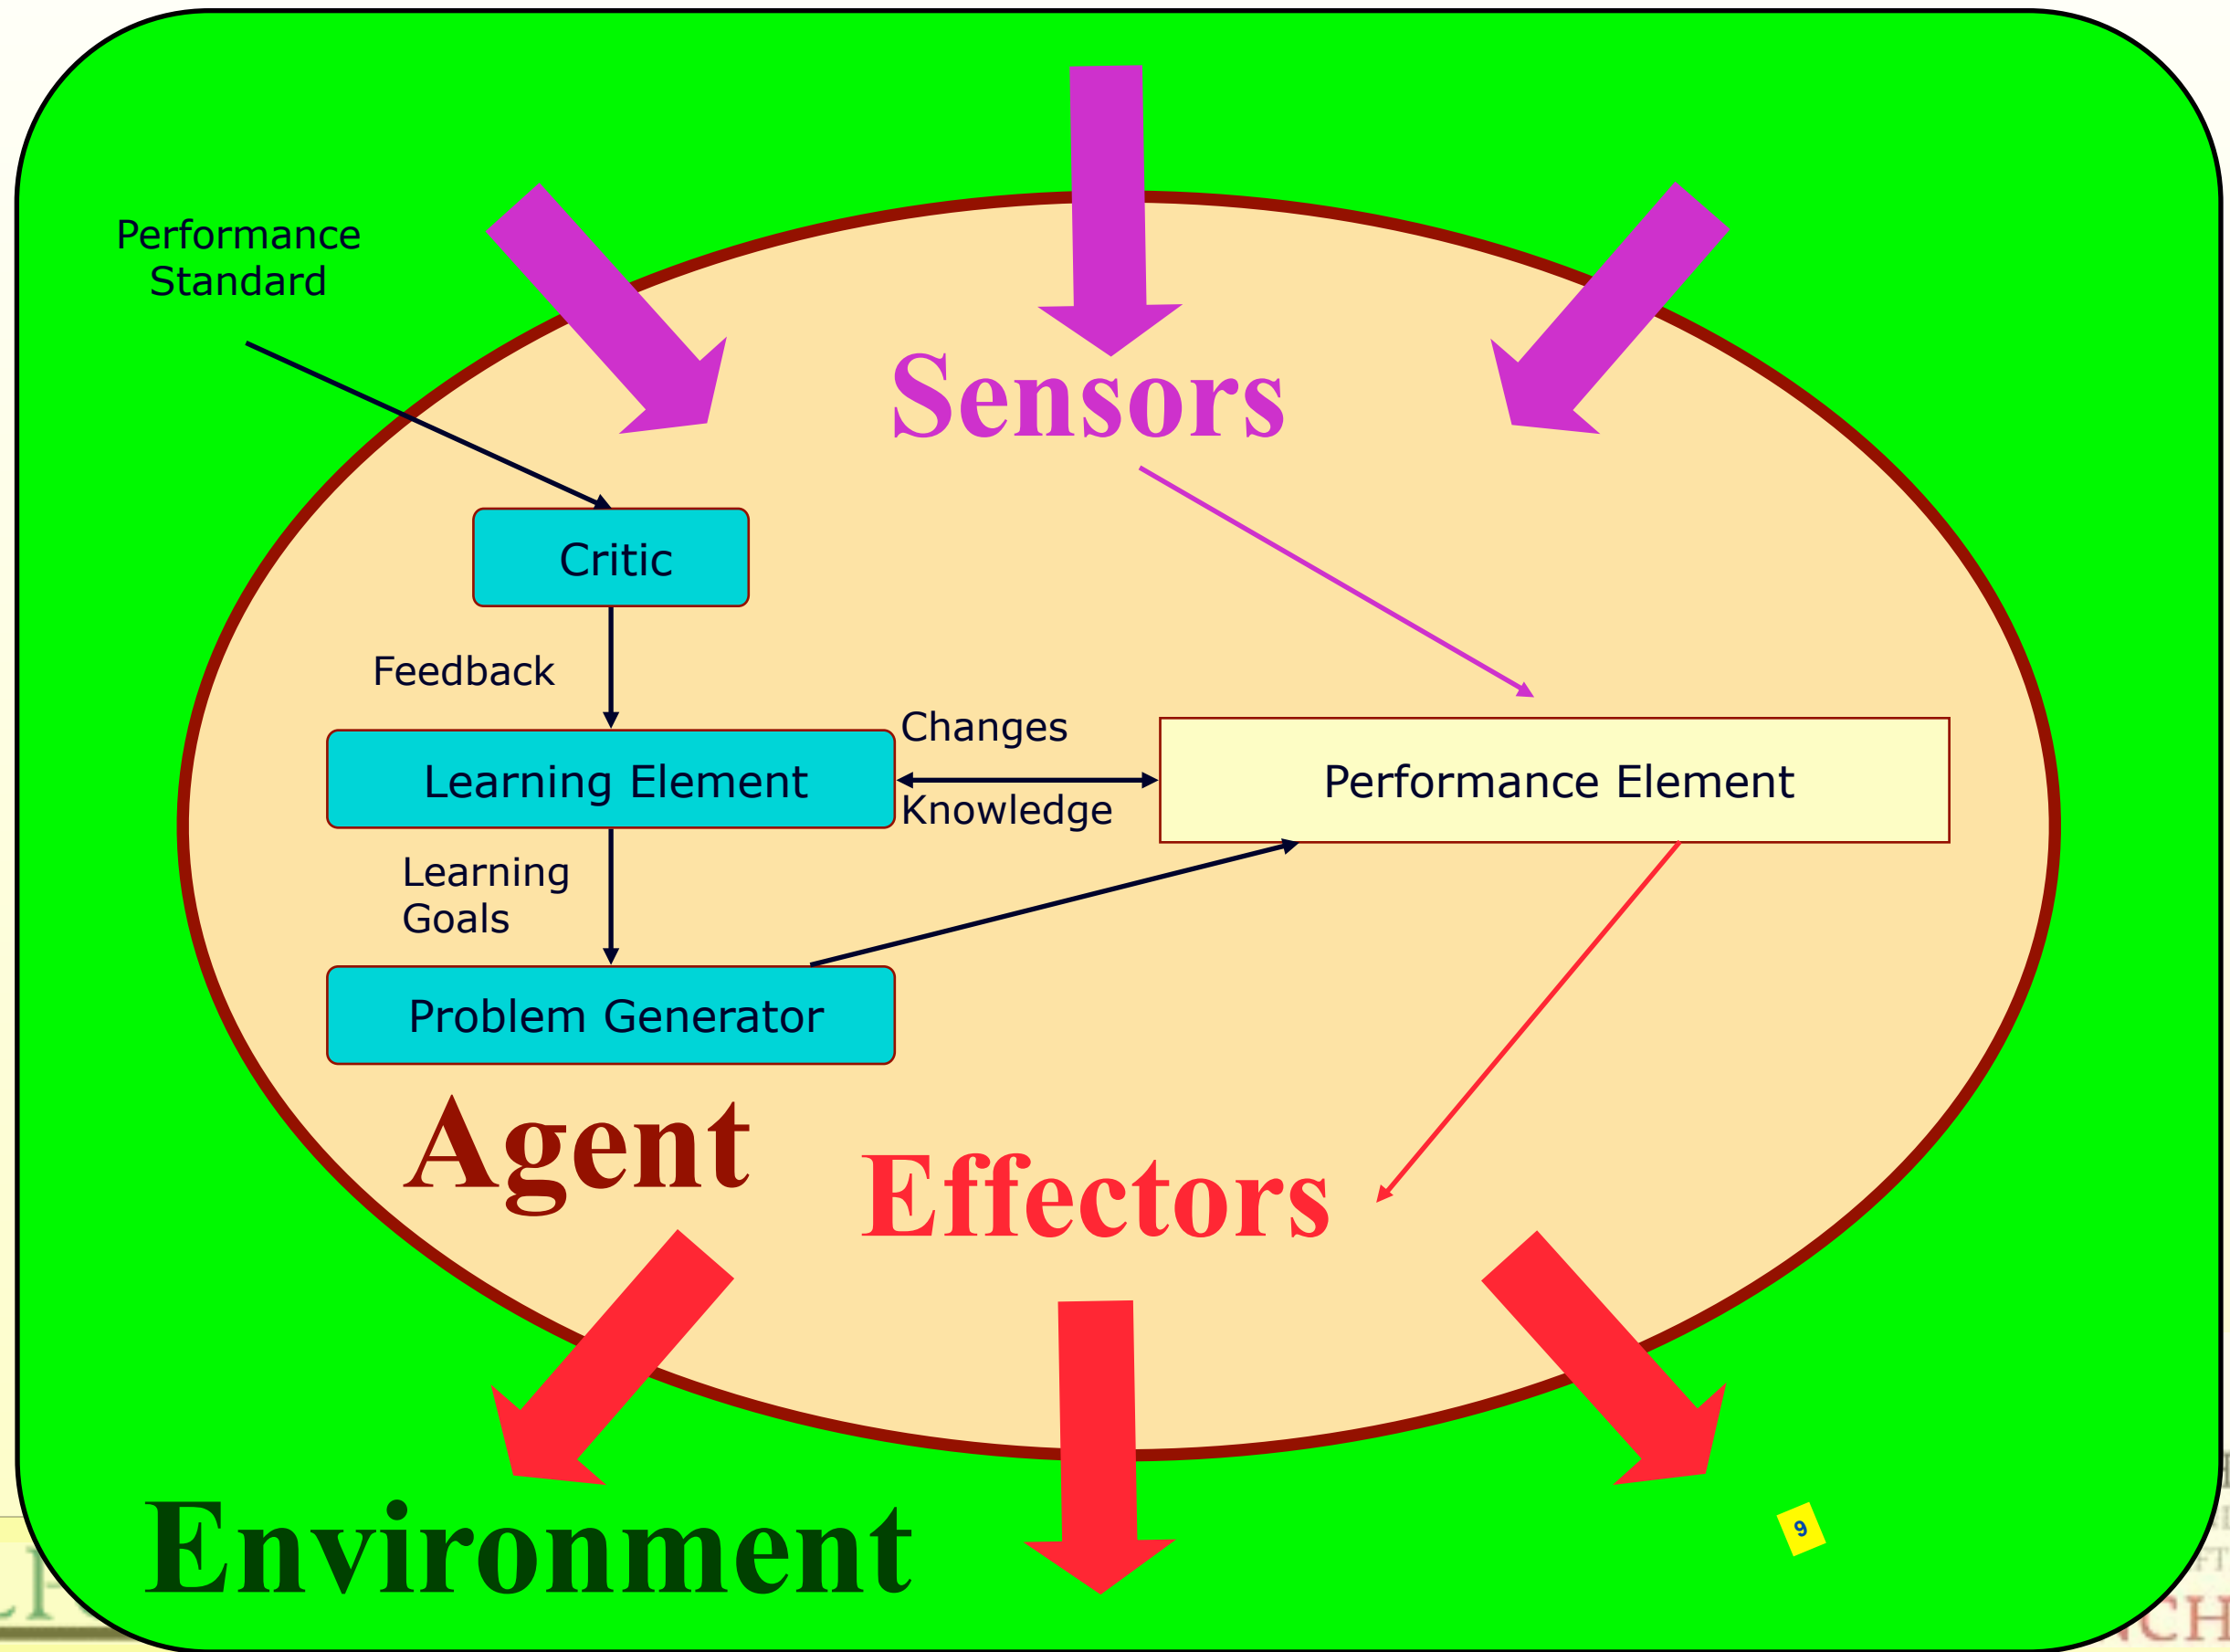 Performance
Standard
Sensors
Critic
Feedback
Changes
Learning Element
Performance Element
Knowledge
Learning
Goals
Problem Generator
Agent
Effectors
Environment
9